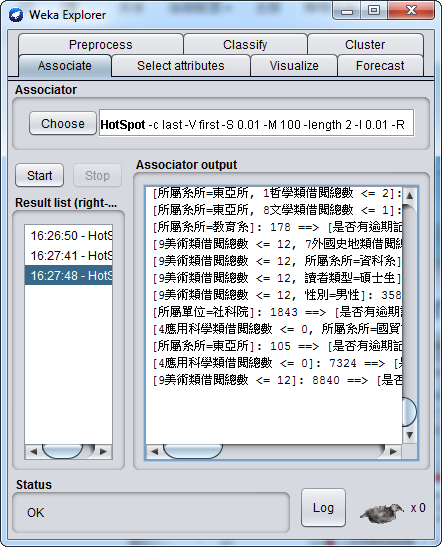 Weka Explorer
Preprocess Classify Cluster
Associate Select attributes Visualize Forecast
Associator
Choose HotSpot -c last -V first -S 0.01 -M 100 -length 2 -I 0.01 -R
Start Stop
Associator output
Result list (right-...
16:26:50 - HotS
16:27:41 - HotS
16:27:48 - HotS
[所屬系所=東亞所, 1哲學類借閱總數 <= 2]:
[所屬系所=東亞所, 8文學類借閱總數 <= 1]:
[所屬系所=教育系]: 178 ==> [是否有逾期記
[9美術類借閱總數 <= 12, 7外國史地類借閱
[9美術類借閱總數 <= 12, 所屬系所=資科系]
[9美術類借閱總數 <= 12, 讀者類型=碩士生]
[9美術類借閱總數 <= 12, 性別=男性]: 358
[所屬單位=社科院]: 1843 ==> [是否有逾期
[4應用科學類借閱總數 <= 0, 所屬系所=國貿
[所屬系所=東亞所]: 105 ==> [是否有逾期記
[4應用科學類借閱總數 <= 0]: 7324 ==> [是
[9美術類借閱總數 <= 12]: 8840 ==> [是否
Status
OK
Log
x 0